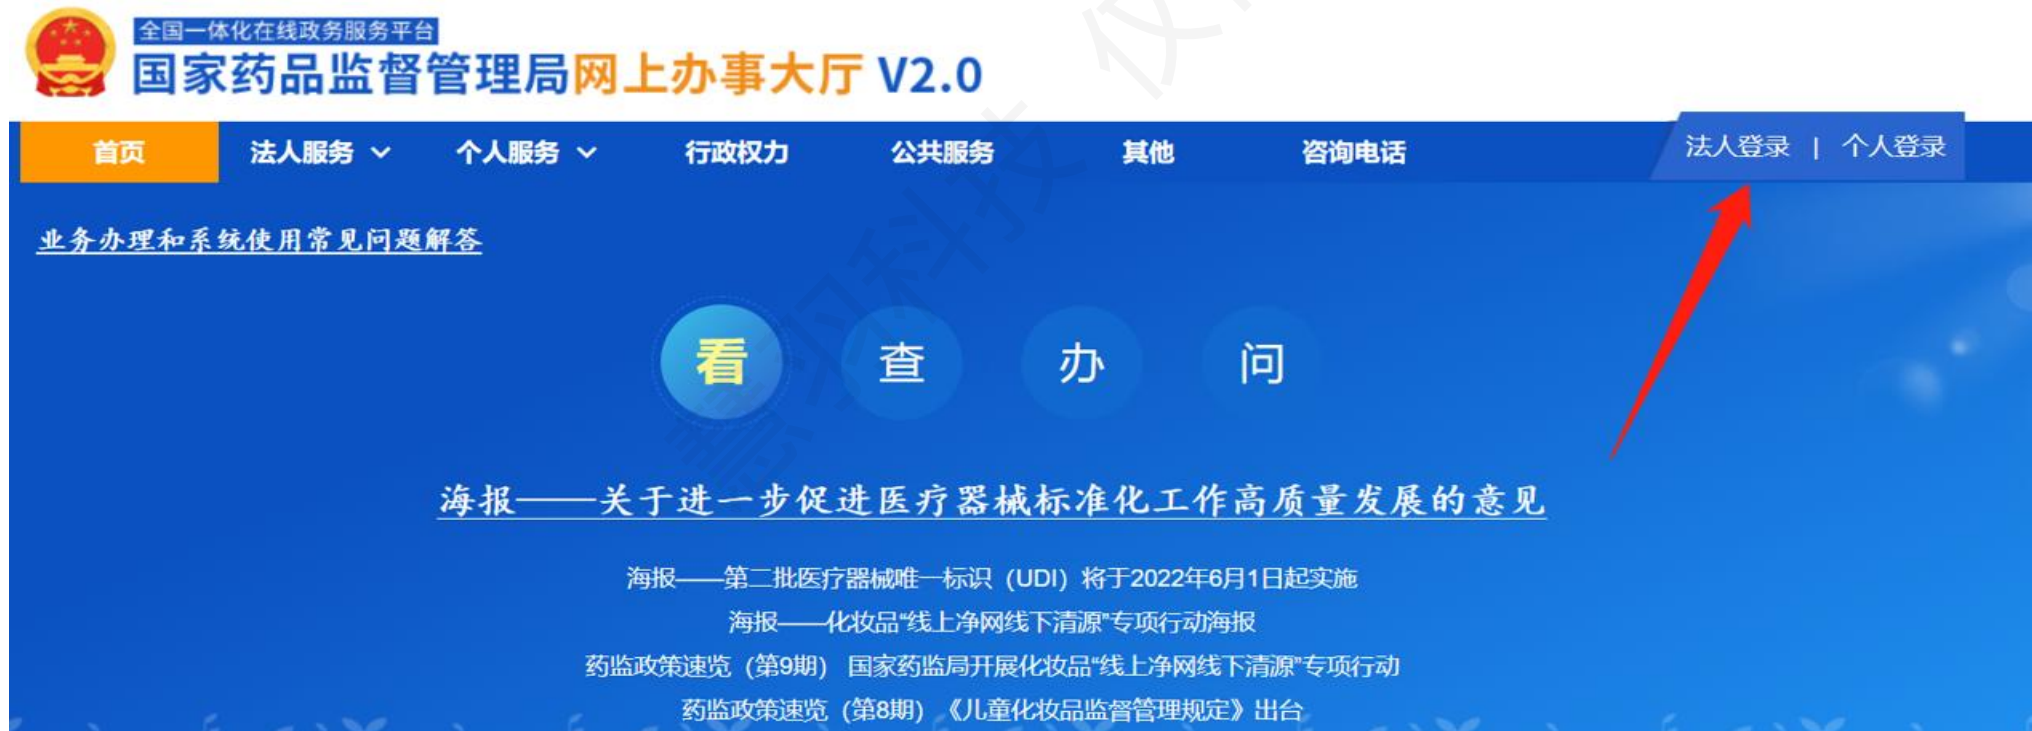 全国一体化在线政务服务平台
国家药品监督管理局网上办事大厅 V2.0
首页 法人服务 个人服务 行政权力 公共服务 其他 咨询电话 法人登录 | 个人登录
业务办理和系统使用常见问题解答
看 查 办 问
海报——关于进一步促进医疗器械标准化工作高质量发展的意见
海报——第二批医疗器械唯一标识（UDI）将于2022年6月1日起实施
海报——化妆品“线上净网线下清源”专项行动海报
药监政策速览（第9期） 国家药监局开展化妆品“线上净网线下清源”专项行动
药监政策速览（第8期）《儿童化妆品监督管理规定》出台